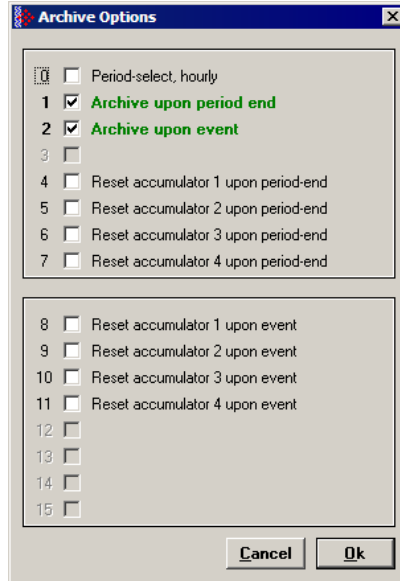 Archive Options
0 Period-select, hourly
1 Archive upon period end
2 Archive upon event
3
4 Reset accumulator 1 upon period-end
5 Reset accumulator 2 upon period-end
6 Reset accumulator 3 upon period-end
7 Reset accumulator 4 upon period-end
8 Reset accumulator 1 upon event
9 Reset accumulator 2 upon event
10 Reset accumulator 3 upon event
11 Reset accumulator 4 upon event
12
13
14
15
Cancel Ok